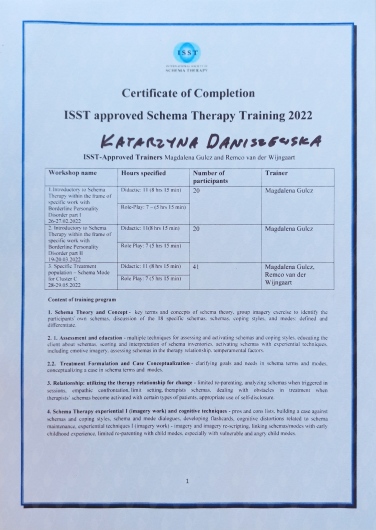 ISST
INTERNATIONAL SOCIETY
SCHEMA THERAPY
Certificate of Completion
ISST approved Schema Therapy Training 2022
KATARZYNA DANISZEWSKA
ISST-Approved Trainers Magdalena Gulcz and Remco van der Wijngaart
Workshop name Hours specified Number of participants Trainer
1. Introductory to Schema
Therapy within the frame of
specific work with
Borderline Personality
Disorder part I
26-27.02.2022
Didactic: 11 (8 hrs 15 min)
Role-Play: 7 – (5 hrs 15 min)
20
Magdalena Gulcz
2. Introductory to Schema
Therapy within the frame of
specific work with
Borderline Personality
Disorder part II
19-20.03.2022
Didactic: 11(8 hrs 15 min)
Role Play: 7 (5 hrs 15 min)
20
Magdalena Gulcz
3. Specific Treatment
population – Schema Mode
for Cluster C
28-29.05.2022
Didactic: 11 (8 hrs 15 min)
Role Play: 7 (5 hrs 15 min)
41
Magdalena Gulcz,
Remco van der
Wijngaart
Content of training program
1. Schema Theory and Concept - key terms and concepts of schema theory, group imagery exercise to identify the
participants' own schemas, discussion of the 18 specific schemas, schemas, coping styles, and modes: defined and
differentiate.
2. 1. Assessment and education - multiple techniques for assessing and activating schemas and coping styles, educating the
client about schemas, scoring and interpretation of schema inventories, activating schemas with experiential techniques,
including emotive imagery, assessing schemas in the therapy relationship, temperamental factors.
2.2. Treatment Formulation and Case Conceptualization - clarifying goals and needs in schema terms and modes,
conceptualizing a case in schema terms and modes.
3. Relationship: utilizing the therapy relationship for change - limited re-parenting, analyzing schemas when triggered in
sessions, empathic confrontation, limit setting, therapists schemas, dealing with obstacles in treatment when
therapists' schemas become activated with certain types of patients, appropriate use of self-disclosure.
4. Schema Therapy-experiential I (imagery work) and cognitive techniques - pros and cons lists, building a case against
schemas and coping styles, schema and mode dialogues, developing flashcards, cognitive distortions related to schema
maintenance, experiential techniques I (imagery work) - imagery and imagery re-scripting, linking schemas/modes with early
childhood experience, limited re-parenting with child modes, especially with vulnerable and angry child modes.
1